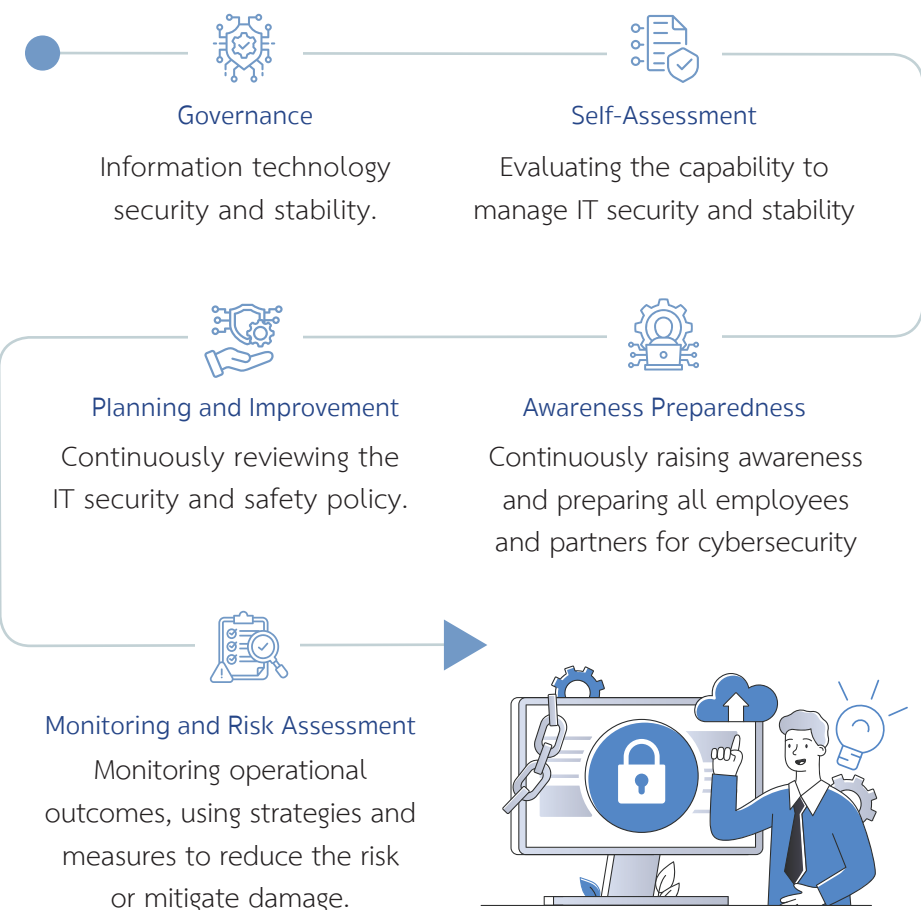 Governance
Information technology
security and stability.
Self-Assessment
Evaluating the capability to
manage IT security and stability
Awareness Preparedness
Continuously raising awareness
and preparing all employees
and partners for cybersecurity
Planning and Improvement
Continuously reviewing the
IT security and safety policy.
Monitoring and Risk Assessment
Monitoring operational
outcomes, using strategies and
measures to reduce the risk
or mitigate damage.